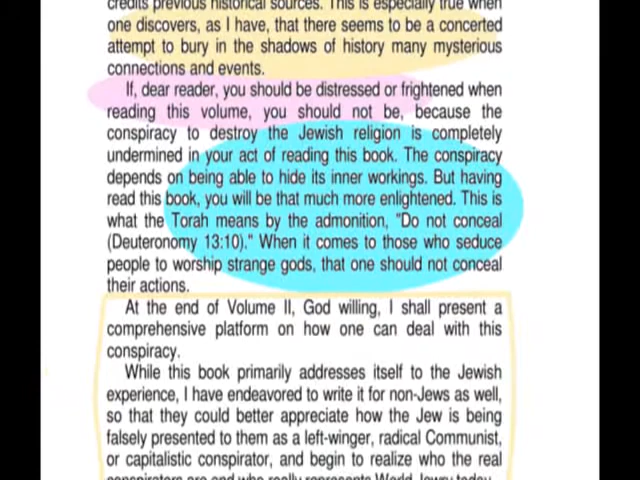 credits previous historical sources. This is especially true when
one discovers, as I have, that there seems to be a concerted
attempt to bury in the shadows of history many mysterious
connections and events.
If, dear reader, you should be distressed or frightened when
reading this volume, you should not be, because the
conspiracy to destroy the Jewish religion is completely
undermined in your act of reading this book. The conspiracy
depends on being able to hide its inner workings. But having
read this book, you will be that much more enlightened. This is
what the Torah means by the admonition, "Do not conceal
(Deuteronomy 13:10)." When it comes to those who seduce
people to worship strange gods, that one should not conceal
their actions.
At the end of Volume II, God willing, I shall present a
comprehensive platform on how one can deal with this
conspiracy.
While this book primarily addresses itself to the Jewish
experience, I have endeavored to write it for non-Jews as well,
so that they could better appreciate how the Jew is being
falsely presented to them as a left-winger, radical Communist,
or capitalistic conspirator, and begin to realize who the real
conspirators are and who really represents World Jewry today.